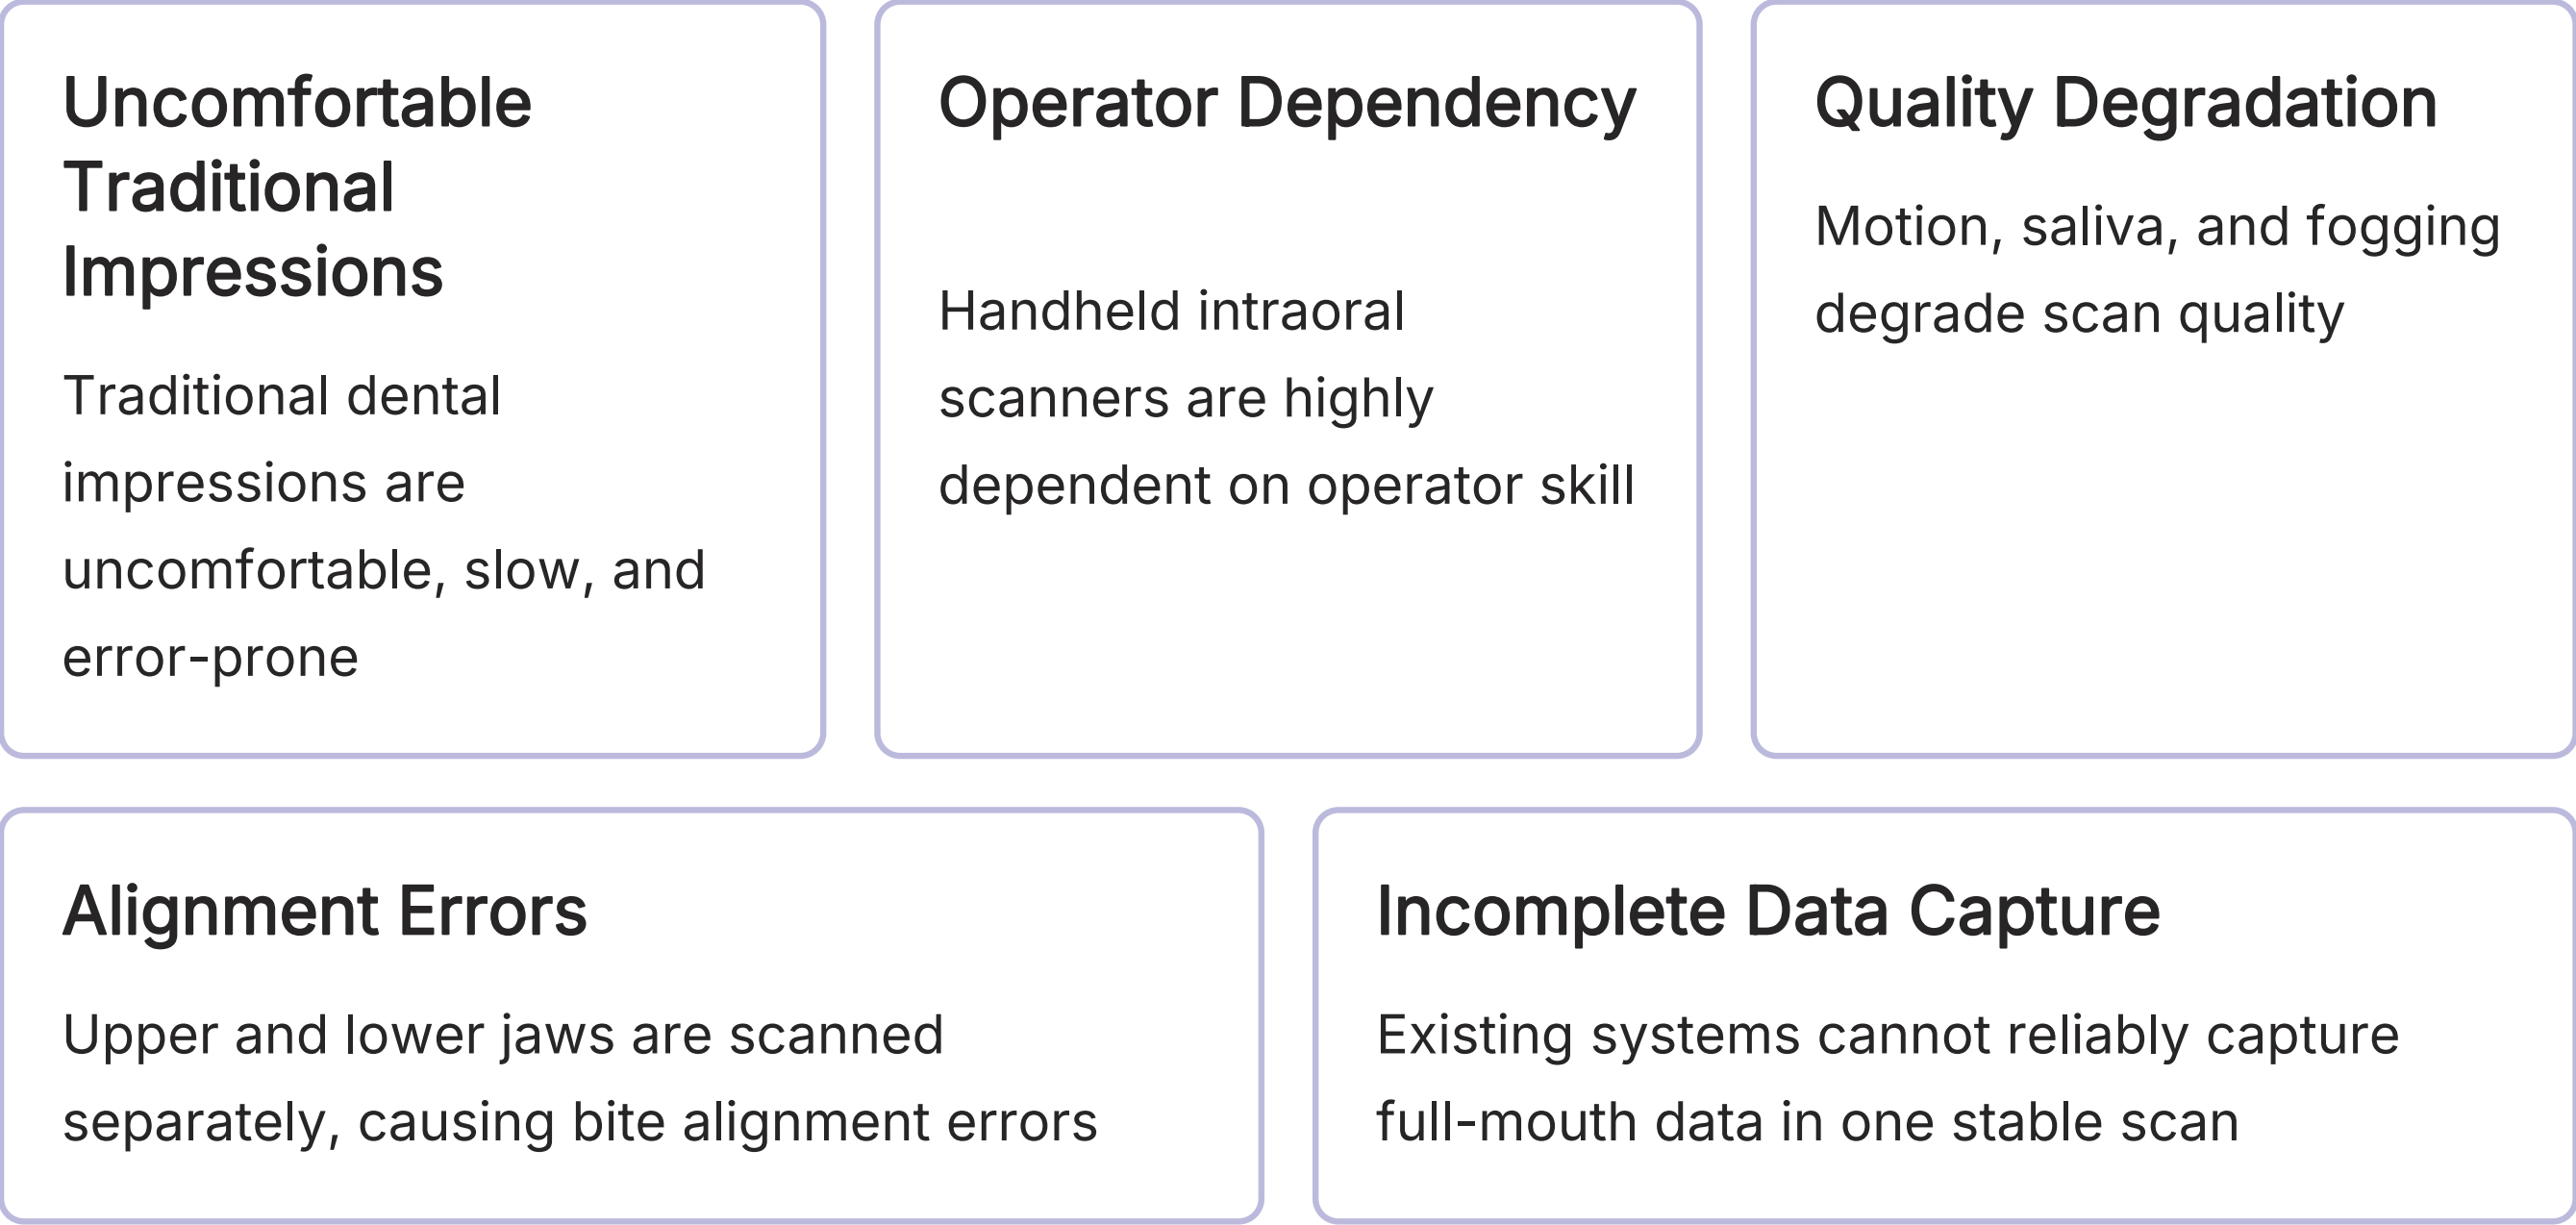 Uncomfortable
Traditional
Impressions
Traditional dental
impressions are
uncomfortable, slow, and
error-prone
Operator Dependency
Handheld intraoral
scanners are highly
dependent on operator skill
Quality Degradation
Motion, saliva, and fogging
degrade scan quality
Alignment Errors
Upper and lower jaws are scanned
separately, causing bite alignment errors
Incomplete Data Capture
Existing systems cannot reliably capture
full-mouth data in one stable scan